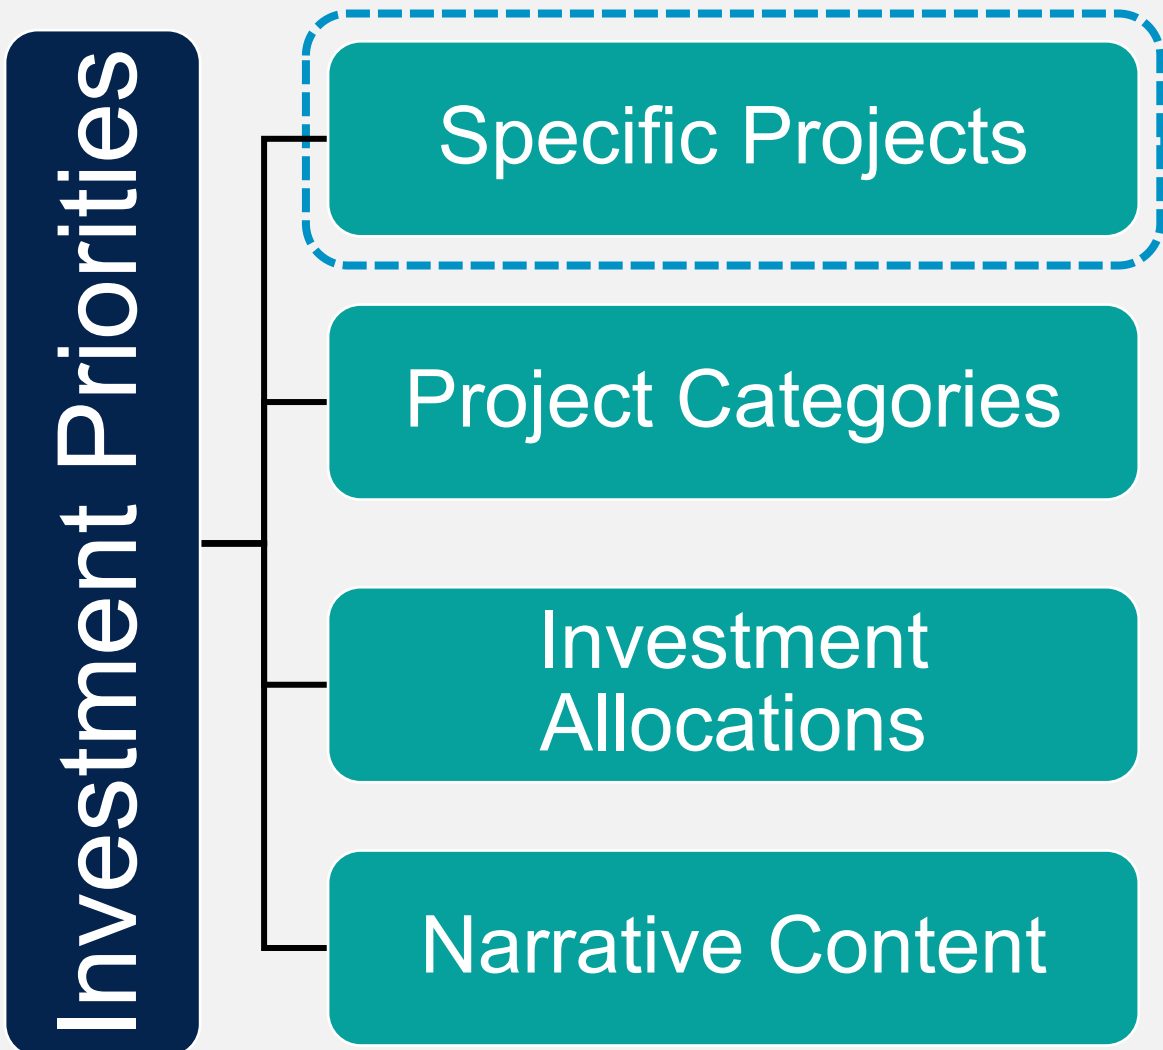 Investment Priorities
Specific Projects
Project Categories
Investment
Allocations
Narrative Content